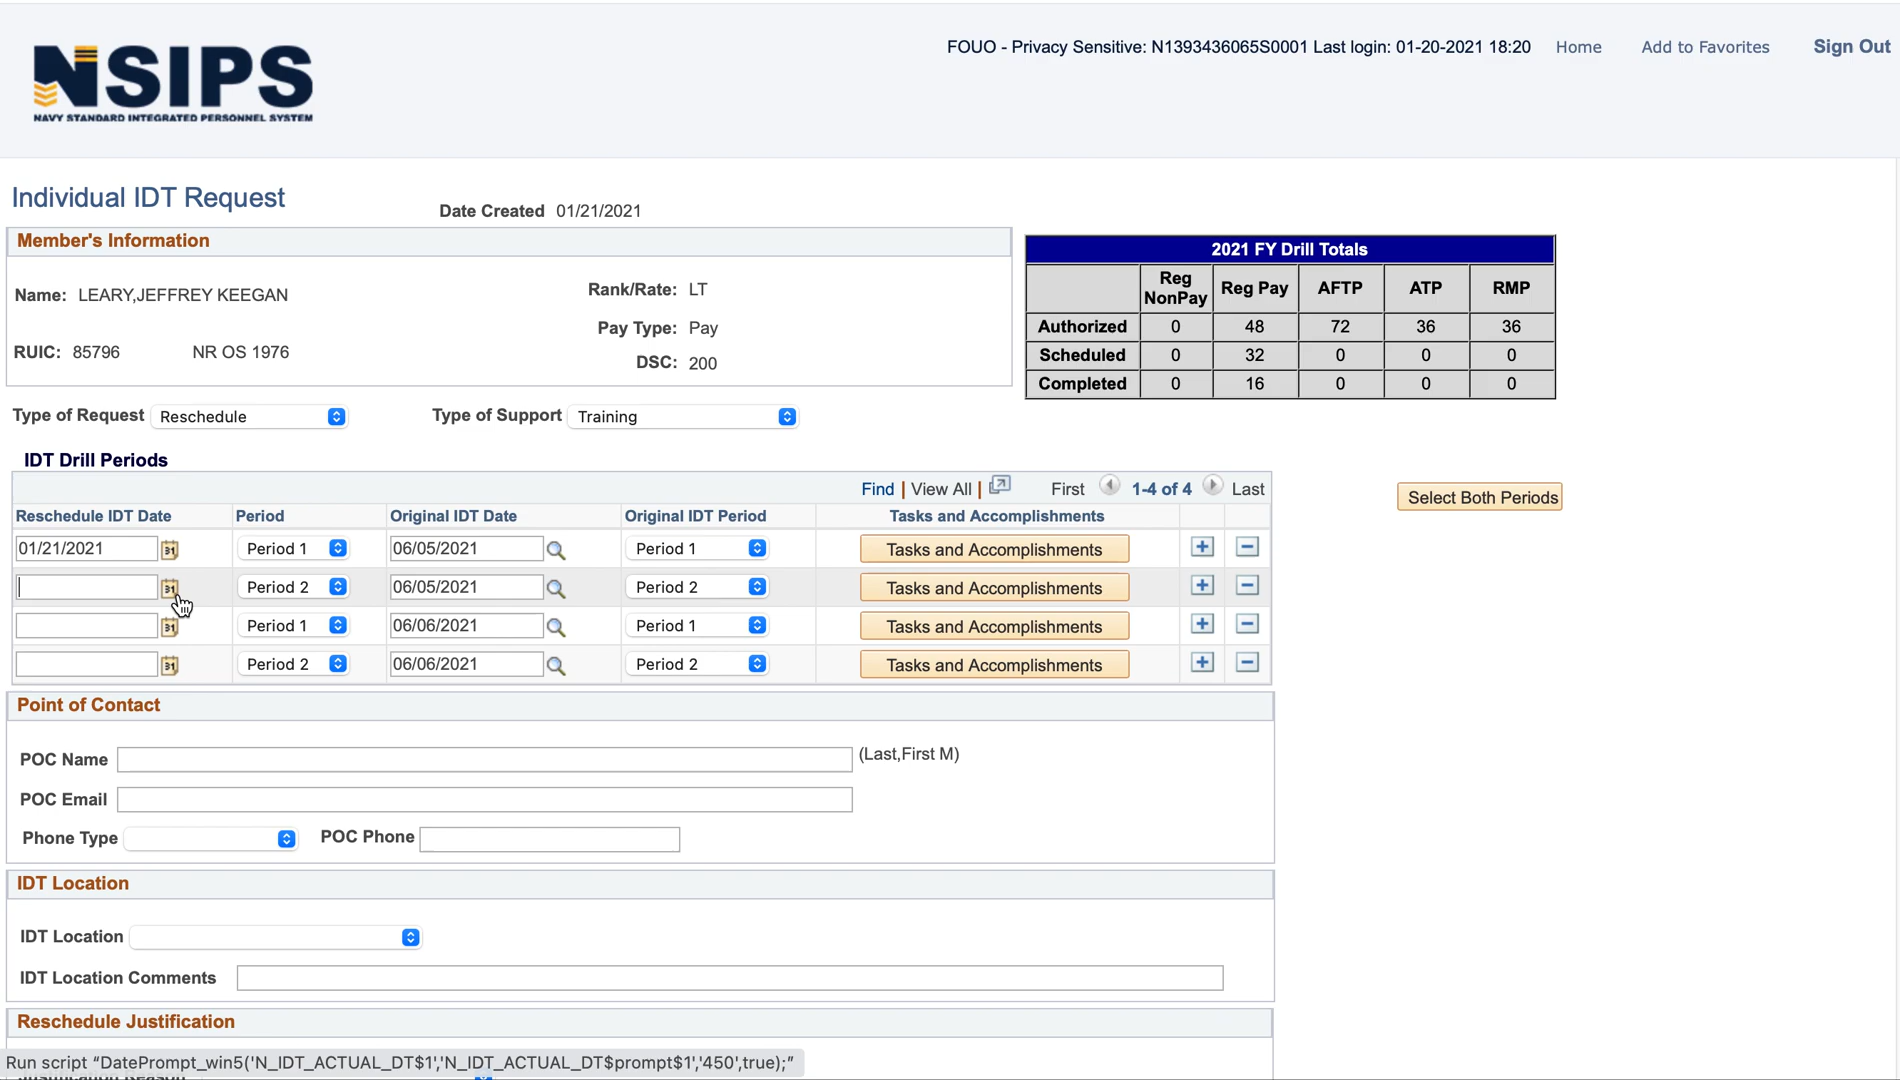 FOUO - Privacy Sensitive: N1393436065S0001 Last login: 01-20-2021 18:20 Home Add to Favorites Sign Out
NSIPS
NAVY STANDARD INTEGRATED PERSONNEL SYSTEM
Individual IDT Request
Date Created 01/21/2021
Member's Information
Name: LEARY,JEFFREY KEEGAN
Rank/Rate: LT
Pay Type: Pay
RUIC: 85796 NR OS 1976
DSC: 200
2021 FY Drill Totals
Reg NonPay Reg Pay AFTP ATP RMP
Authorized 0 48 72 36 36
Scheduled 0 32 0 0 0
Completed 0 16 0 0 0
Type of Request Reschedule Type of Support Training
IDT Drill Periods
Find | View All | First 1-4 of 4 Last
Select Both Periods
Reschedule IDT Date Period Original IDT Date Original IDT Period Tasks and Accomplishments
01/21/2021 31 Period 1 06/05/2021 Period 1 Tasks and Accomplishments
31 Period 2 06/05/2021 Period 2 Tasks and Accomplishments
31 Period 1 06/06/2021 Period 1 Tasks and Accomplishments
31 Period 2 06/06/2021 Period 2 Tasks and Accomplishments
Point of Contact
POC Name (Last,First M)
POC Email
Phone Type POC Phone
IDT Location
IDT Location
IDT Location Comments
Reschedule Justification
Run script "DatePrompt_win5('N_IDT_ACTUAL_DT$1','N_IDT_ACTUAL_DT$prompt$1','450',true);"